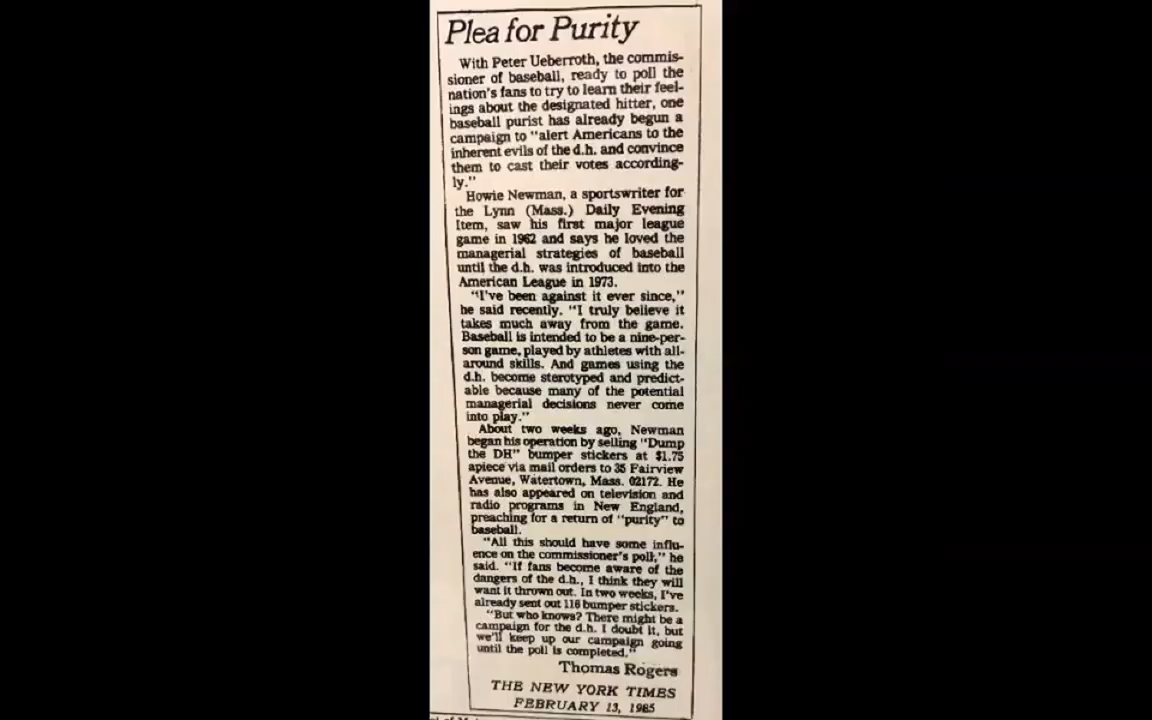 Plea for Purity
With Peter Ueberroth, the commis-
sioner of baseball, ready to poll the
nation's fans to try to learn their feel-
ings about the designated hitter, one
baseball purist has already begun a
campaign to "alert Americans to the
inherent evils of the d.h. and convince
them to cast their votes according-
ly."
Howie Newman, a sportswriter for
the Lynn (Mass.) Daily Evening
Item, saw his first major league
game in 1962 and says he loved the
managerial strategies of baseball
until the d.h. was introduced into the
American League in 1973.
"I've been against it ever since,"
he said recently. "I truly believe it
takes much away from the game.
Baseball is intended to be a nine-per-
son game, played by athletes with all-
around skills. And games using the
d.h. become sterotyped and predict-
able because many of the potential
managerial decisions never come
into play."
About two weeks ago, Newman
began his operation by selling "Dump
the DH" bumper stickers at $1.75
apiece via mail orders to 35 Fairview
Avenue, Watertown, Mass. 02172. He
has also appeared on television and
radio programs in New England,
preaching for a return of "purity" to
baseball.
"All this should have some influ-
ence on the commissioner's poll," he
said. "If fans become aware of the
dangers of the d.h., I think they will
want it thrown out. In two weeks, I've
already sent out 116 bumper stickers.
"But who knows? There might be a
campaign for the d.h. I doubt it, but
we'll keep up our campaign going
until the poll is completed."
Thomas Rogers
THE NEW YORK TIMES
FEBRUARY 13, 1985